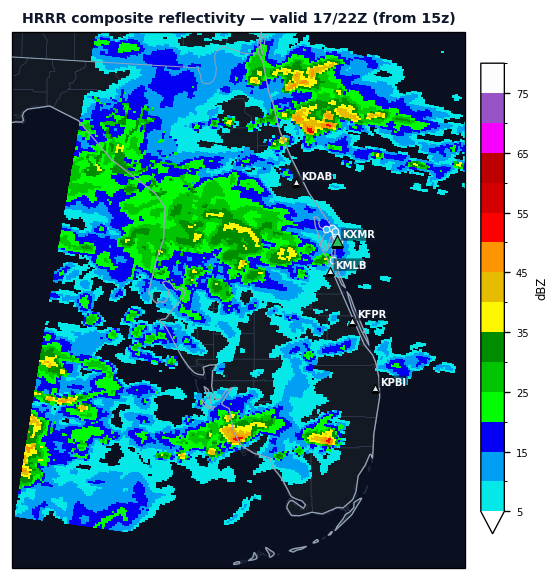 HRRR composite reflectivity — valid 17/22Z (from 15z)
KDAB
KXMR
KMLB
KFPR
KPBI
75
65
55
45
35
25
15
5
dBZ